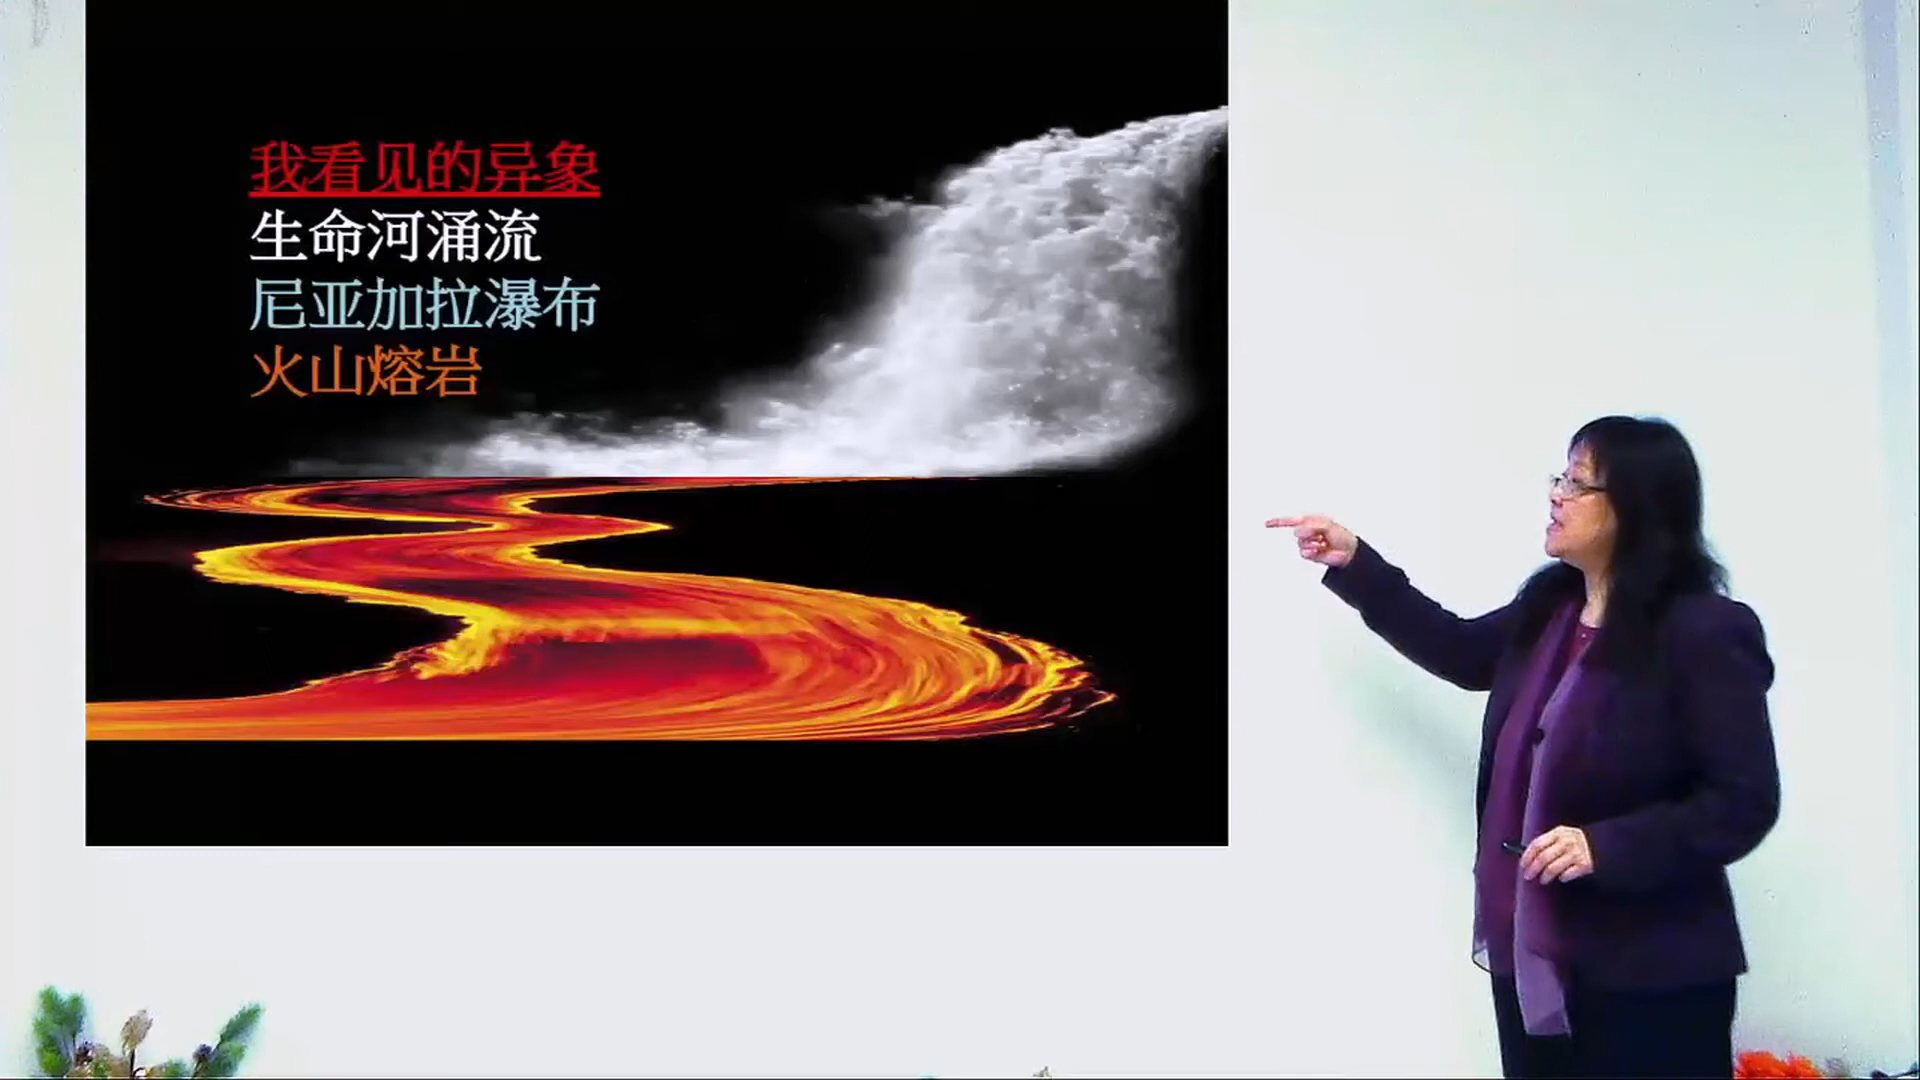 我看见的异象
生命河涌流
尼亚加拉瀑布
火山熔岩